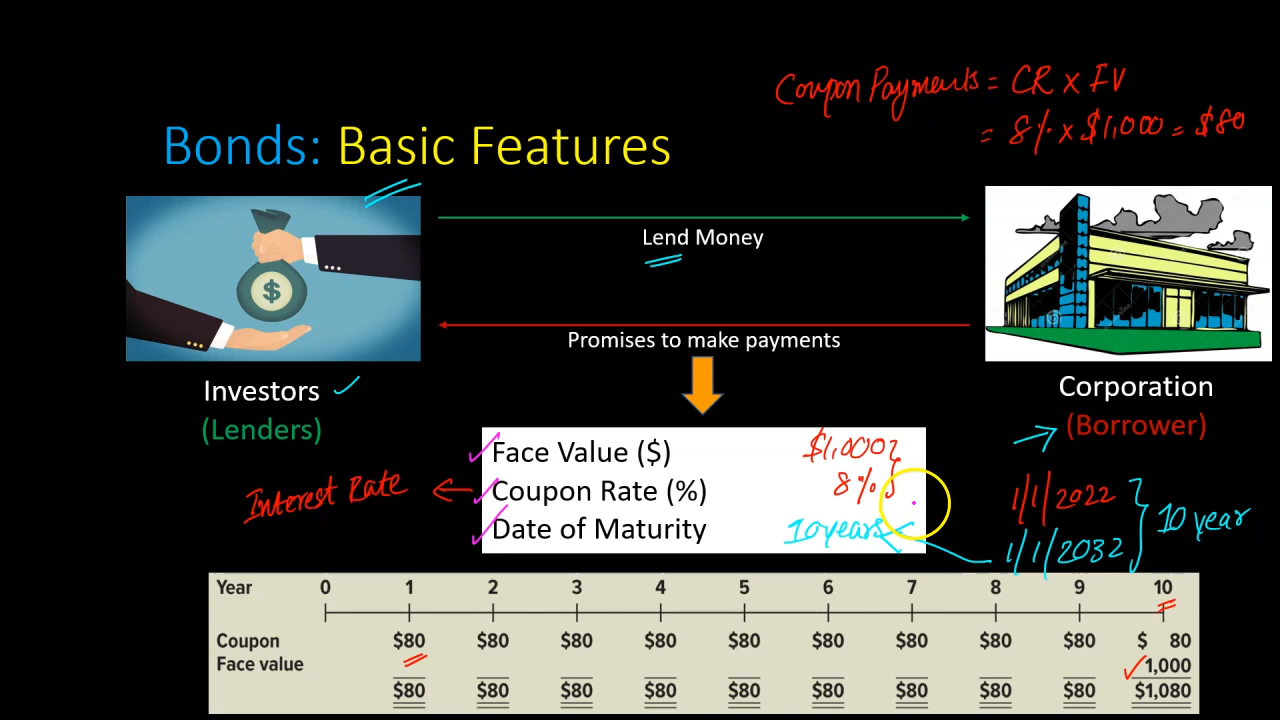 Coupon Payments = CR x FV
= 8% x $1,000 = $80
Bonds: Basic Features
$
Lend Money
Promises to make payments
Investors
(Lenders)
Corporation
(Borrower)
Face Value ($) $1,000
Coupon Rate (%) 8%
Date of Maturity 10years
Interest Rate
1/1/2022
1/1/2032
10 year
Year 0 1 2 3 4 5 6 7 8 9 10
Coupon $80 $80 $80 $80 $80 $80 $80 $80 $80 $ 80
Face value 1,000
$80 $80 $80 $80 $80 $80 $80 $80 $80 $1,080